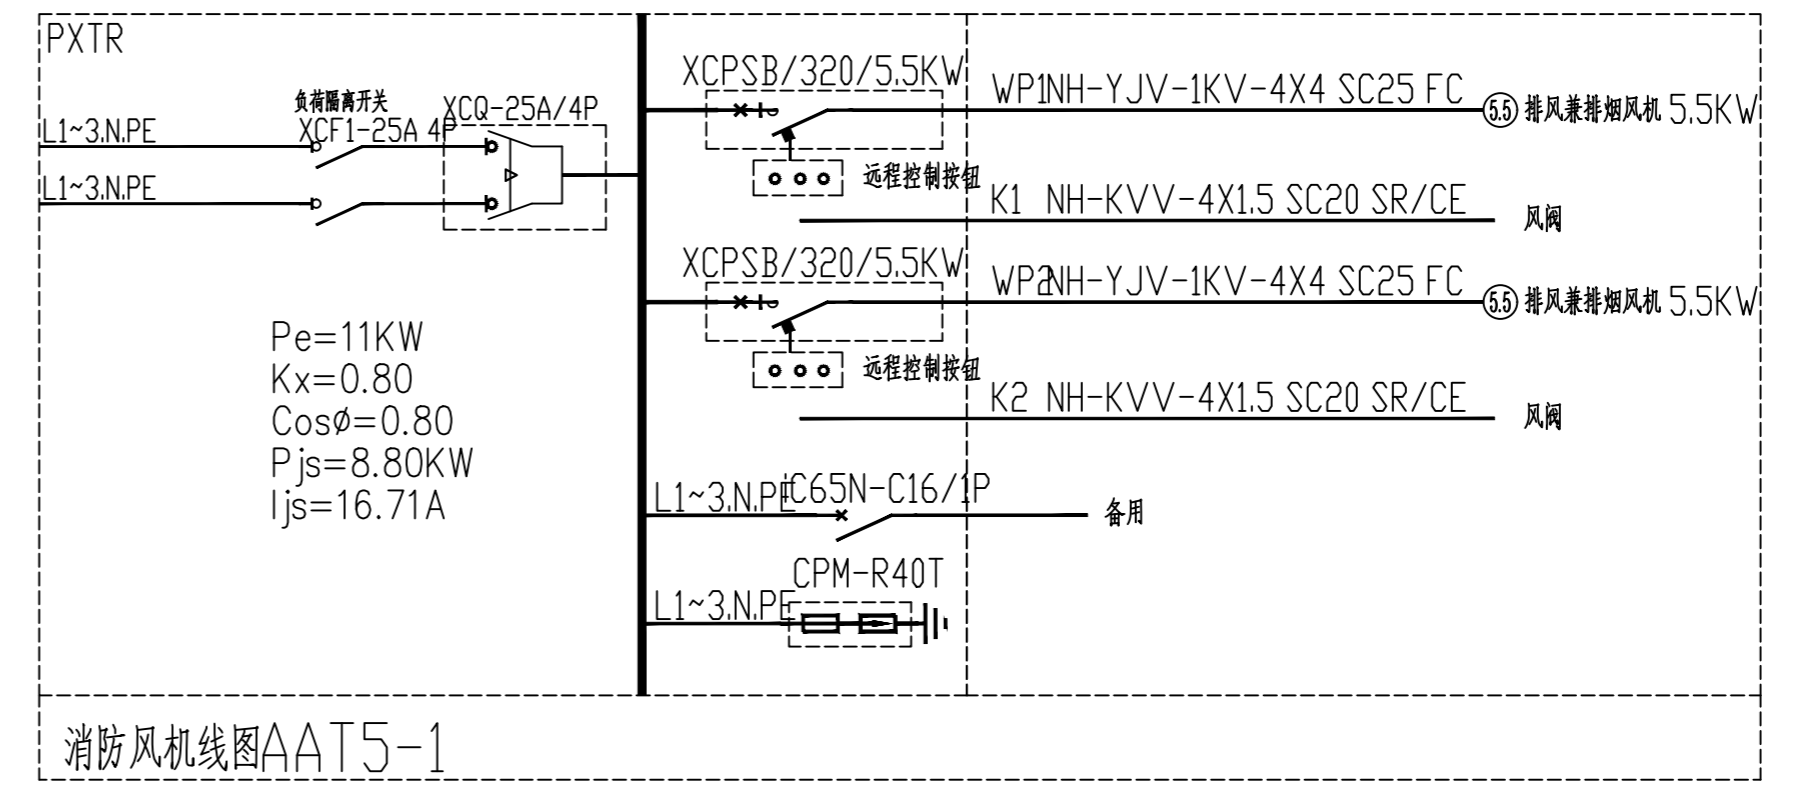 PXTR
负荷隔离开关
XCF1-25A 4P
XCQ-25A/4P
L1~3.N.PE
L1~3.N.PE
Pe=11KW
Kx=0.80
Cosø=0.80
Pjs=8.80KW
Ijs=16.71A
XCPSB/320/5.5KW
WP1 NH-YJV-1KV-4X4 SC25 FC
5.5 排风兼排烟风机 5.5KW
远程控制按钮
K1 NH-KVV-4X1.5 SC20 SR/CE
风阀
XCPSB/320/5.5KW
WP2 NH-YJV-1KV-4X4 SC25 FC
5.5 排风兼排烟风机 5.5KW
远程控制按钮
K2 NH-KVV-4X1.5 SC20 SR/CE
风阀
L1~3.N.PE
iC65N-C16/1P
备用
CPM-R40T
L1~3.N.PE
消防风机线图AAT5-1